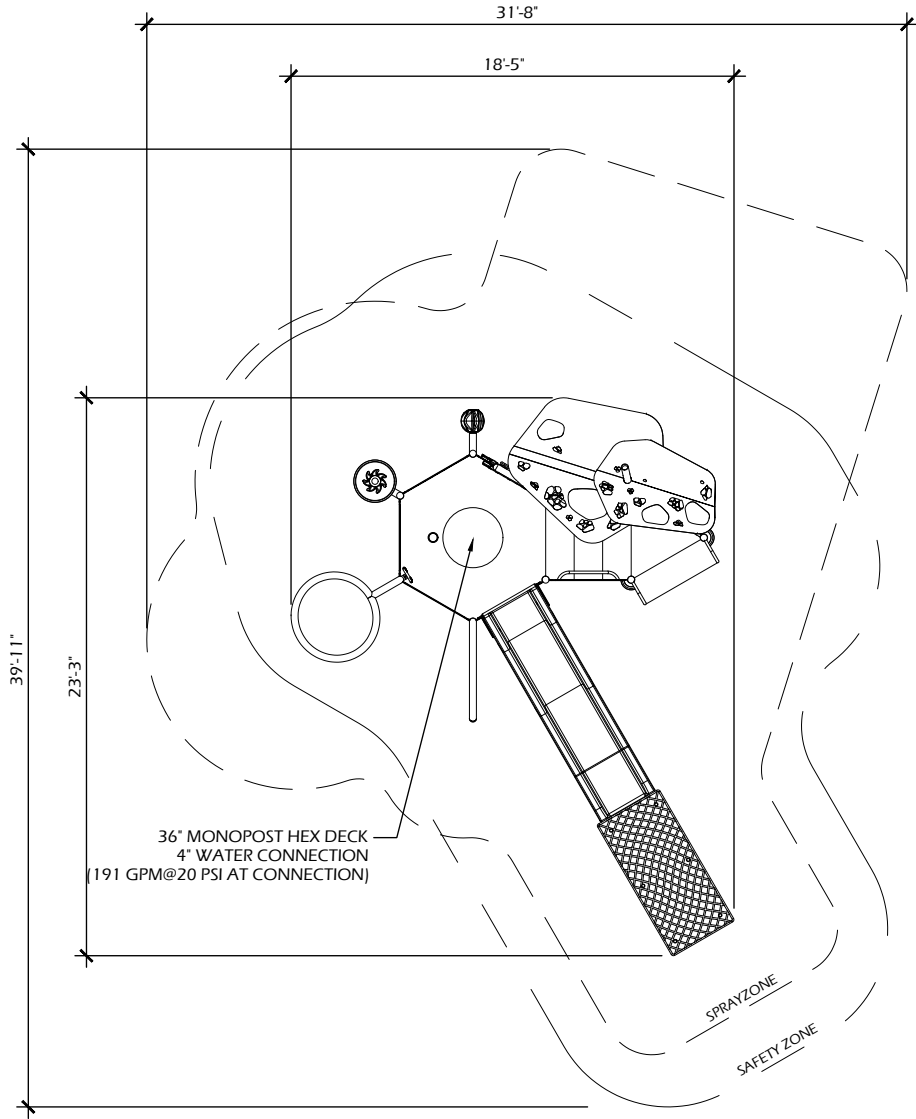 31'-8"
18'-5"
39'-11"
23'-3"
36" MONOPOST HEX DECK
4" WATER CONNECTION
(191 GPM@20 PSI AT CONNECTION)
SPRAYZONE
SAFETY ZONE